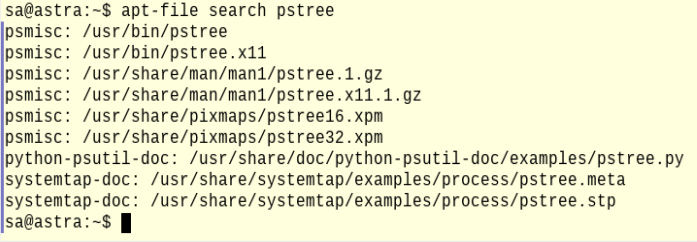 sa@astra:~$ apt-file search pstree
psmisc: /usr/bin/pstree
psmisc: /usr/bin/pstree.x11
psmisc: /usr/share/man/man1/pstree.1.gz
psmisc: /usr/share/man/man1/pstree.x11.1.gz
psmisc: /usr/share/pixmaps/pstree16.xpm
psmisc: /usr/share/pixmaps/pstree32.xpm
python-psutil-doc: /usr/share/doc/python-psutil-doc/examples/pstree.py
systemtap-doc: /usr/share/systemtap/examples/process/pstree.meta
systemtap-doc: /usr/share/systemtap/examples/process/pstree.stp
sa@astra:~$